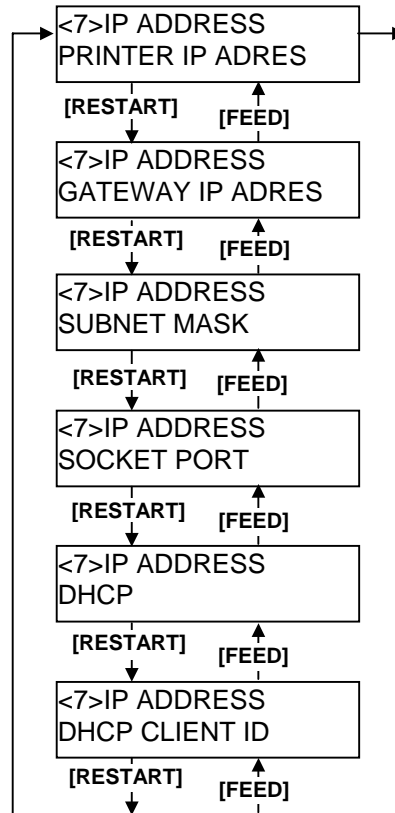 <7>IP ADDRESS
PRINTER IP ADRES
[RESTART]
[FEED]
<7>IP ADDRESS
GATEWAY IP ADRES
[RESTART]
[FEED]
<7>IP ADDRESS
SUBNET MASK
[RESTART]
[FEED]
<7>IP ADDRESS
SOCKET PORT
[RESTART]
[FEED]
<7>IP ADDRESS
DHCP
[RESTART]
[FEED]
<7>IP ADDRESS
DHCP CLIENT ID
[RESTART]
[FEED]